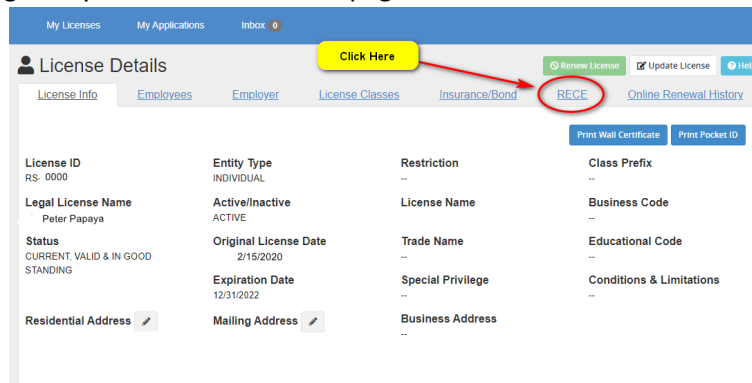 My Licenses My Applications Inbox 0
License Details
Click Here
Renew License Update License Hel
License Info Employees Employer License Classes Insurance/Bond RECE Online Renewal History
Print Wall Certificate Print Pocket ID
License ID Entity Type Restriction Class Prefix
RS- 0000 INDIVIDUAL -- --
Legal License Name Active/Inactive License Name Business Code
Peter Papaya ACTIVE --
Status Original License Date Trade Name Educational Code
CURRENT, VALID & IN GOOD 2/15/2020 -- --
STANDING
Expiration Date Special Privilege Conditions & Limitations
12/31/2022 -- --
Residential Address Mailing Address Business Address
--